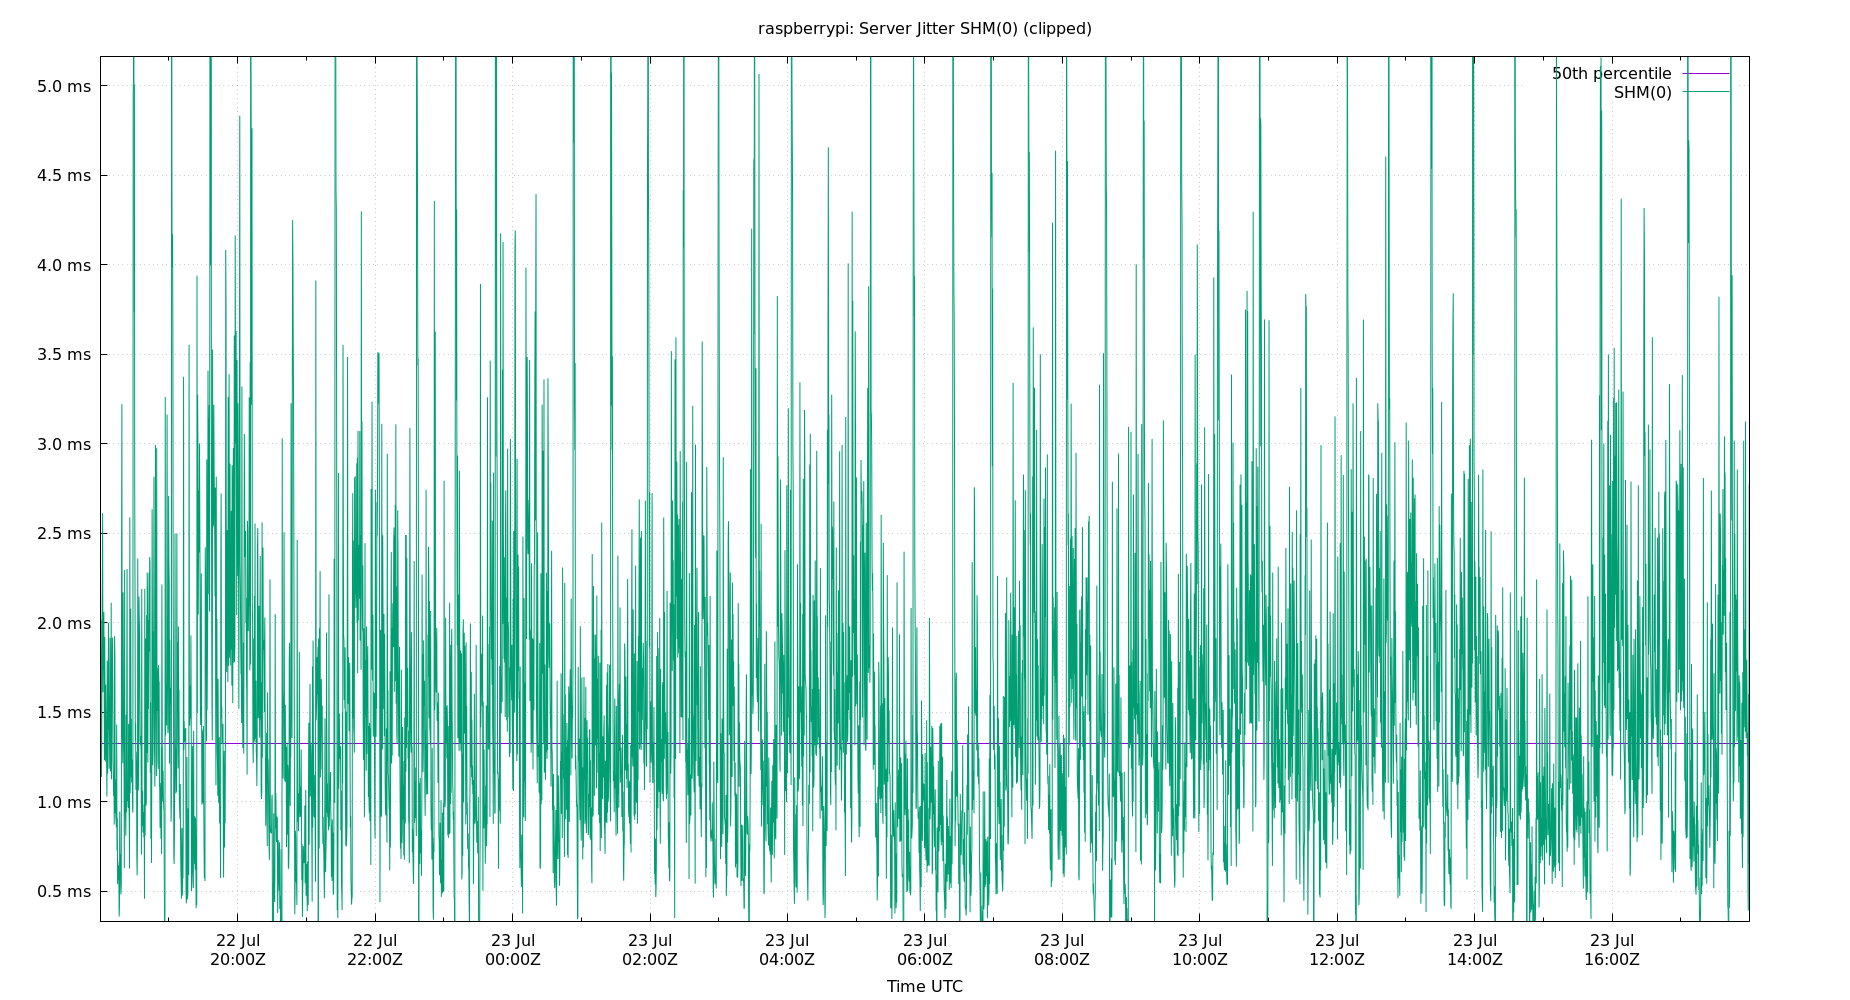 raspberrypi: Server Jitter SHM(0) (clipped)
50th percentile
SHM(0)
5.0 ms
4.5 ms
4.0 ms
3.5 ms
3.0 ms
2.5 ms
2.0 ms
1.5 ms
1.0 ms
0.5 ms
22 Jul 22 Jul 23 Jul 23 Jul 23 Jul 23 Jul 23 Jul 23 Jul 23 Jul 23 Jul 23 Jul
20:00Z 22:00Z 00:00Z 02:00Z 04:00Z 06:00Z 08:00Z 10:00Z 12:00Z 14:00Z 16:00Z
Time UTC